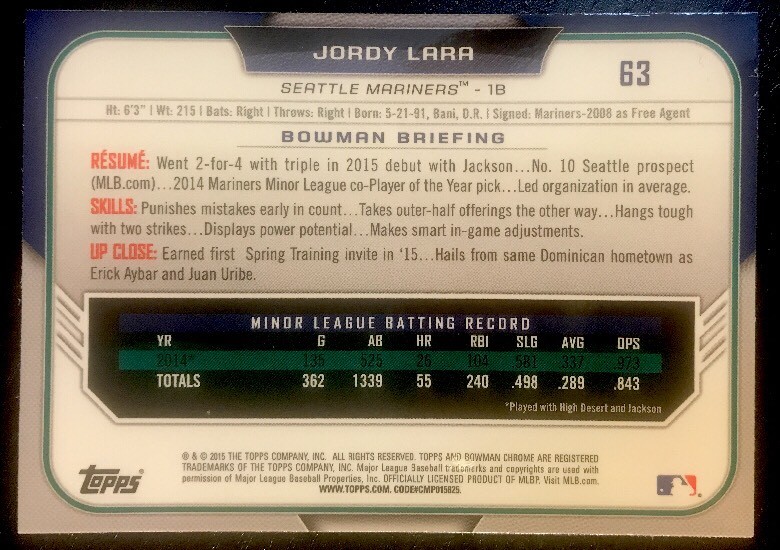 JORDY LARA
63
SEATTLE MARINERS™ - 1B
Ht: 6'3" | Wt: 215 | Bats: Right | Throws: Right | Born: 5-21-91, Bani, D.R. | Signed: Mariners-2008 as Free Agent
BOWMAN BRIEFING
RÉSUMÉ: Went 2-for-4 with triple in 2015 debut with Jackson...No. 10 Seattle prospect
(MLB.com)...2014 Mariners Minor League co-Player of the Year pick...Led organization in average.
SKILLS: Punishes mistakes early in count...Takes outer-half offerings the other way...Hangs tough
with two strikes...Displays power potential...Makes smart in-game adjustments.
UP CLOSE: Earned first Spring Training invite in '15...Hails from same Dominican hometown as
Erick Aybar and Juan Uribe.
MINOR LEAGUE BATTING RECORD
YR G AB HR RBI SLG AVG OPS
2014* 135 525 26 104 .581 .337 .973
TOTALS 362 1339 55 240 .498 .289 .843
*Played with High Desert and Jackson
® & © 2015 THE TOPPS COMPANY, INC. ALL RIGHTS RESERVED. TOPPS AND BOWMAN CHROME ARE REGISTERED
TRADEMARKS OF THE TOPPS COMPANY, INC. Major League Baseball trademarks and copyrights are used with
permission of Major League Baseball Properties, Inc. OFFICIALLY LICENSED PRODUCT OF MLBP. Visit MLB.com.
WWW.TOPPS.COM. CODE#CMP015825.
Topps